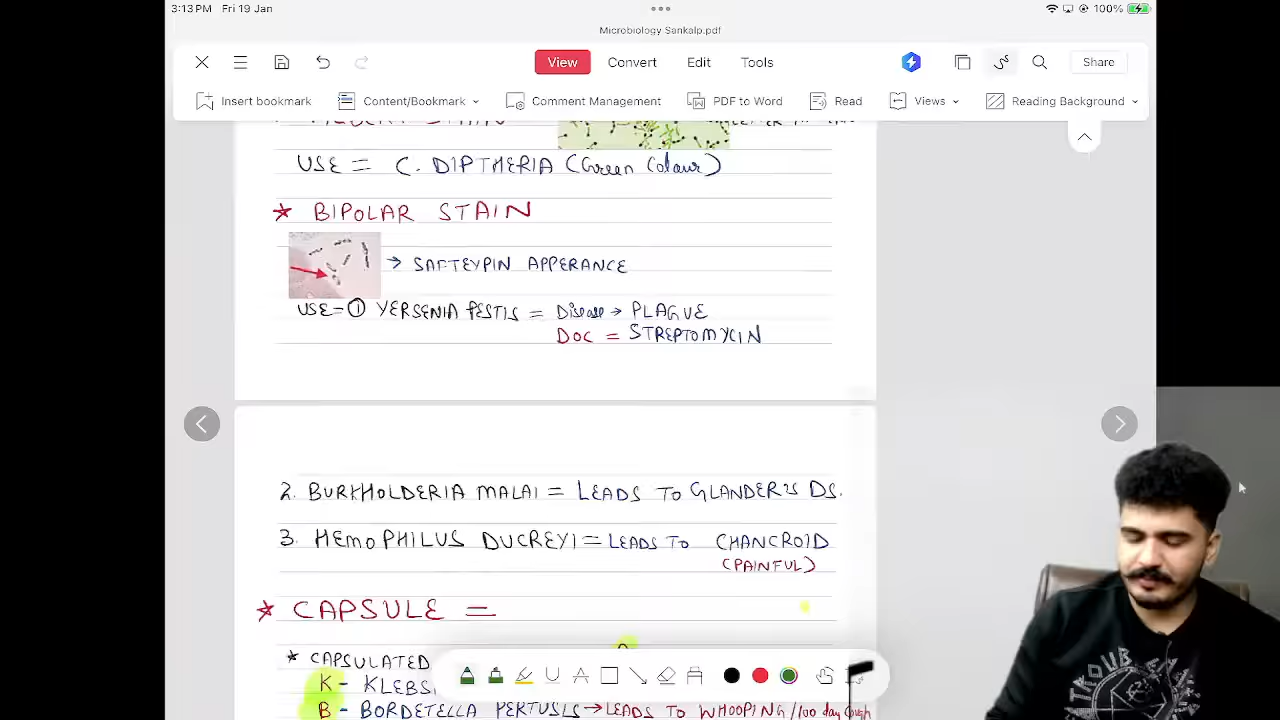 3:13 PM Fri 19 Jan
100%
Microbiology Sankalp.pdf
View Convert Edit Tools Share
Insert bookmark Content/Bookmark Comment Management PDF to Word Read Views Reading Background
USE = C. DIPTHERIA (Green Colour)
* BIPOLAR STAIN
→ SAFTEYPIN APPERANCE
USE = ① YERSENIA PESTIS = Disease → PLAGUE
DOC = STREPTOMYCIN
2. BURKHOLDERIA MALAI = LEADS TO GLANDER'S DS.
3. HEMOPHILUS DUCREYI = LEADS TO CHANCROID
(PAINFUL)
* CAPSULE =
* CAPSULATED
K - KLEBSI
B - BORDETELLA PERTUSIS → LEADS TO WHOOPING / 100 day cough